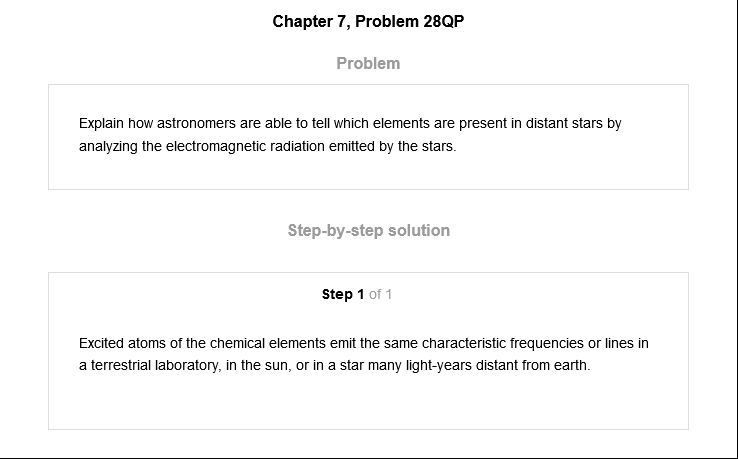 Chapter 7, Problem 28QP
Problem
Explain how astronomers are able to tell which elements are present in distant stars by
analyzing the electromagnetic radiation emitted by the stars.
Step-by-step solution
Step 1 of 1
Excited atoms of the chemical elements emit the same characteristic frequencies or lines in
a terrestrial laboratory, in the sun, or in a star many light-years distant from earth.